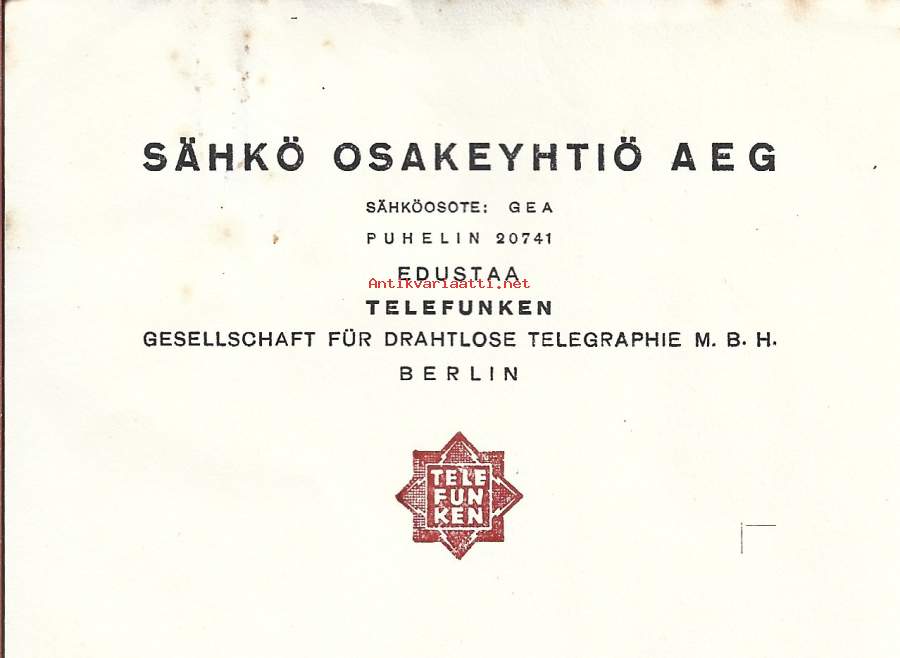 SÄHKÖ OSAKEYHTIÖ AEG
SÄHKÖOSOTE: GEA
PUHELIN 20741
EDUSTAA
Antikvariaatti.net
TELEFUNKEN
GESELLSCHAFT FÜR DRAHTLOSE TELEGRAPHIE M. B. H.
BERLIN
TELE
FUN
KEN